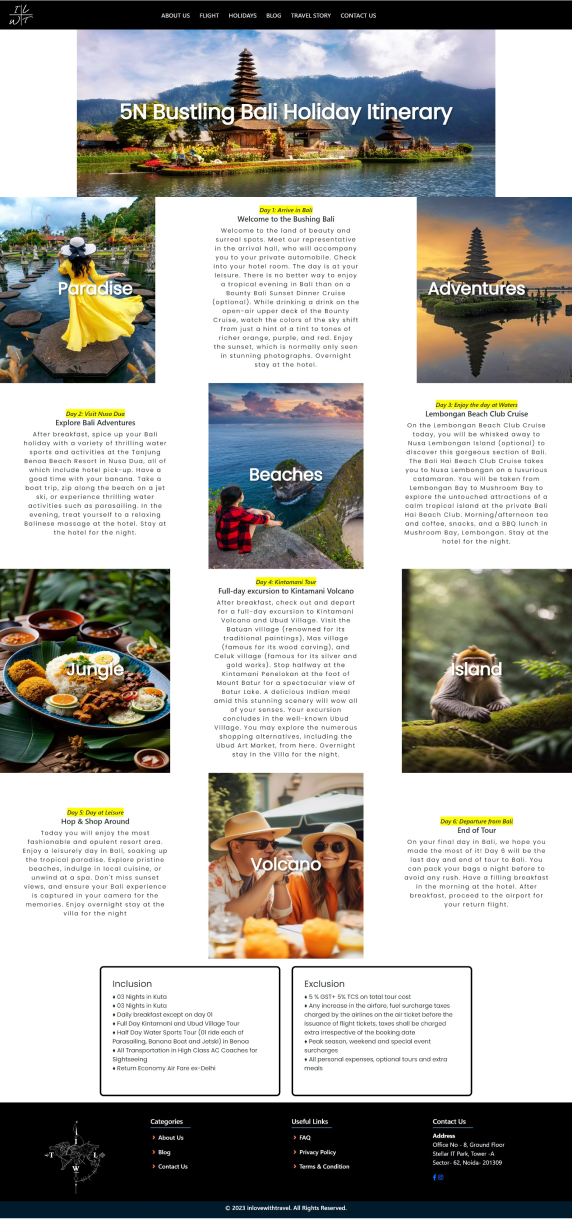 I L
W T
ABOUT US FLIGHT HOLIDAYS BLOG TRAVEL STORY CONTACT US
5N Bustling Bali Holiday Itinerary
Paradise
Day 1: Arrive in Bali
Welcome to the Bushing Bali
Welcome to the land of beauty and
surreal spots. Meet our representative
in the arrival hall, who will accompany
you to your private automobile. Check
into your hotel room. The day is at your
leisure. There is no better way to enjoy
a tropical evening in Bali than on a
Bounty Bali Sunset Dinner Cruise
(optional). While drinking a drink on the
open-air upper deck of the Bounty
Cruise, watch the colors of the sky shift
from just a hint of a tint to tones of
richer orange, purple, and red. Enjoy
the sunset, which is normally only seen
in stunning photographs. Overnight
stay at the hotel.
Adventures
Day 2: Visit Nusa Dua
Explore Bali Adventures
After breakfast, spice up your Bali
holiday with a variety of thrilling water
sports and activities at the Tanjung
Benoa Beach Resort in Nusa Dua, all of
which include hotel pick-up. Have a
good time with your banana. Take a
boat trip, zip along the beach on a jet
ski, or experience thrilling water
activities such as parasailing. In the
evening, treat yourself to a relaxing
Balinese massage at the hotel. Stay at
the hotel for the night.
Beaches
Day 3: Enjoy the day at Waters
Lembongan Beach Club Cruise
On the Lembongan Beach Club Cruise
today, you will be whisked away to
Nusa Lembongan Island (optional) to
discover this gorgeous section of Bali.
The Bali Hai Beach Club Cruise takes
you to Nusa Lembongan on a luxurious
catamaran. You will be taken from
Lembongan Bay to Mushroom Bay to
explore the untouched attractions of a
calm tropical island at the private Bali
Hai Beach Club. Morning/afternoon tea
and coffee, snacks, and a BBQ lunch in
Mushroom Bay, Lembongan. Stay at the
hotel for the night.
Jungle
Day 4: Kintamani Tour
Full-day excursion to Kintamani Volcano
After breakfast, check out and depart
for a full-day excursion to Kintamani
Volcano and Ubud Village. Visit the
Batuan village (renowned for its
traditional paintings), Mas village
(famous for its wood carving), and
Celuk village (famous for its silver and
gold works). Stop halfway at the
Kintamani Penelokan at the foot of
Mount Batur for a spectacular view of
Batur Lake. A delicious Indian meal
amid this stunning scenery will wow all
of your senses. Your excursion
concludes in the well-known Ubud
Village. You may explore the numerous
shopping alternatives, including the
Ubud Art Market, from here. Overnight
stay in the Villa for the night.
Island
Day 5: Day at Leisure
Hop & Shop Around
Today you will enjoy the most
fashionable and opulent resort area.
Enjoy a leisurely day in Bali, soaking up
the tropical paradise. Explore pristine
beaches, indulge in local cuisine, or
unwind at a spa. Don't miss sunset
views, and ensure your Bali experience
is captured in your camera for the
memories. Enjoy overnight stay at the
villa for the night
Volcano
Day 6: Departure from Bali
End of Tour
On your final day in Bali, we hope you
made the most of it! Day 6 will be the
last day and end of tour to Bali. You
can pack your bags a night before to
avoid any rush. Have a filling breakfast
in the morning at the hotel. After
breakfast, proceed to the airport for
your return flight.
Inclusion
♦ 03 Nights in Kuta
♦ 03 Nights in Kuta
♦ Daily breakfast except on day 01
♦ Full Day Kintamani and Ubud Village Tour
♦ Half Day Water Sports Tour (01 ride each of
Parasailing, Banana Boat and Jetski) in Benoa
♦ All Transportation in High Class AC Coaches for
Sightseeing
♦ Return Economy Air Fare ex-Delhi
Exclusion
♦ 5 % GST+ 5% TCS on total tour cost
♦ Any increase in the airfare, fuel surcharge taxes
charged by the airlines on the air ticket before the
issuance of flight tickets, taxes shall be charged
extra irrespective of the booking date
♦ Peak season, weekend and special event
surcharges
♦ All personal expenses, optional tours and extra
meals
I
T L
W
Categories
About Us
Blog
Contact Us
Useful Links
FAQ
Privacy Policy
Terms & Condition
Contact Us
Address
Office No - 8, Ground Floor
Stellar IT Park, Tower -A
Sector- 62, Noida- 201309
© 2023 inlovewithtravel. All Rights Reserved.